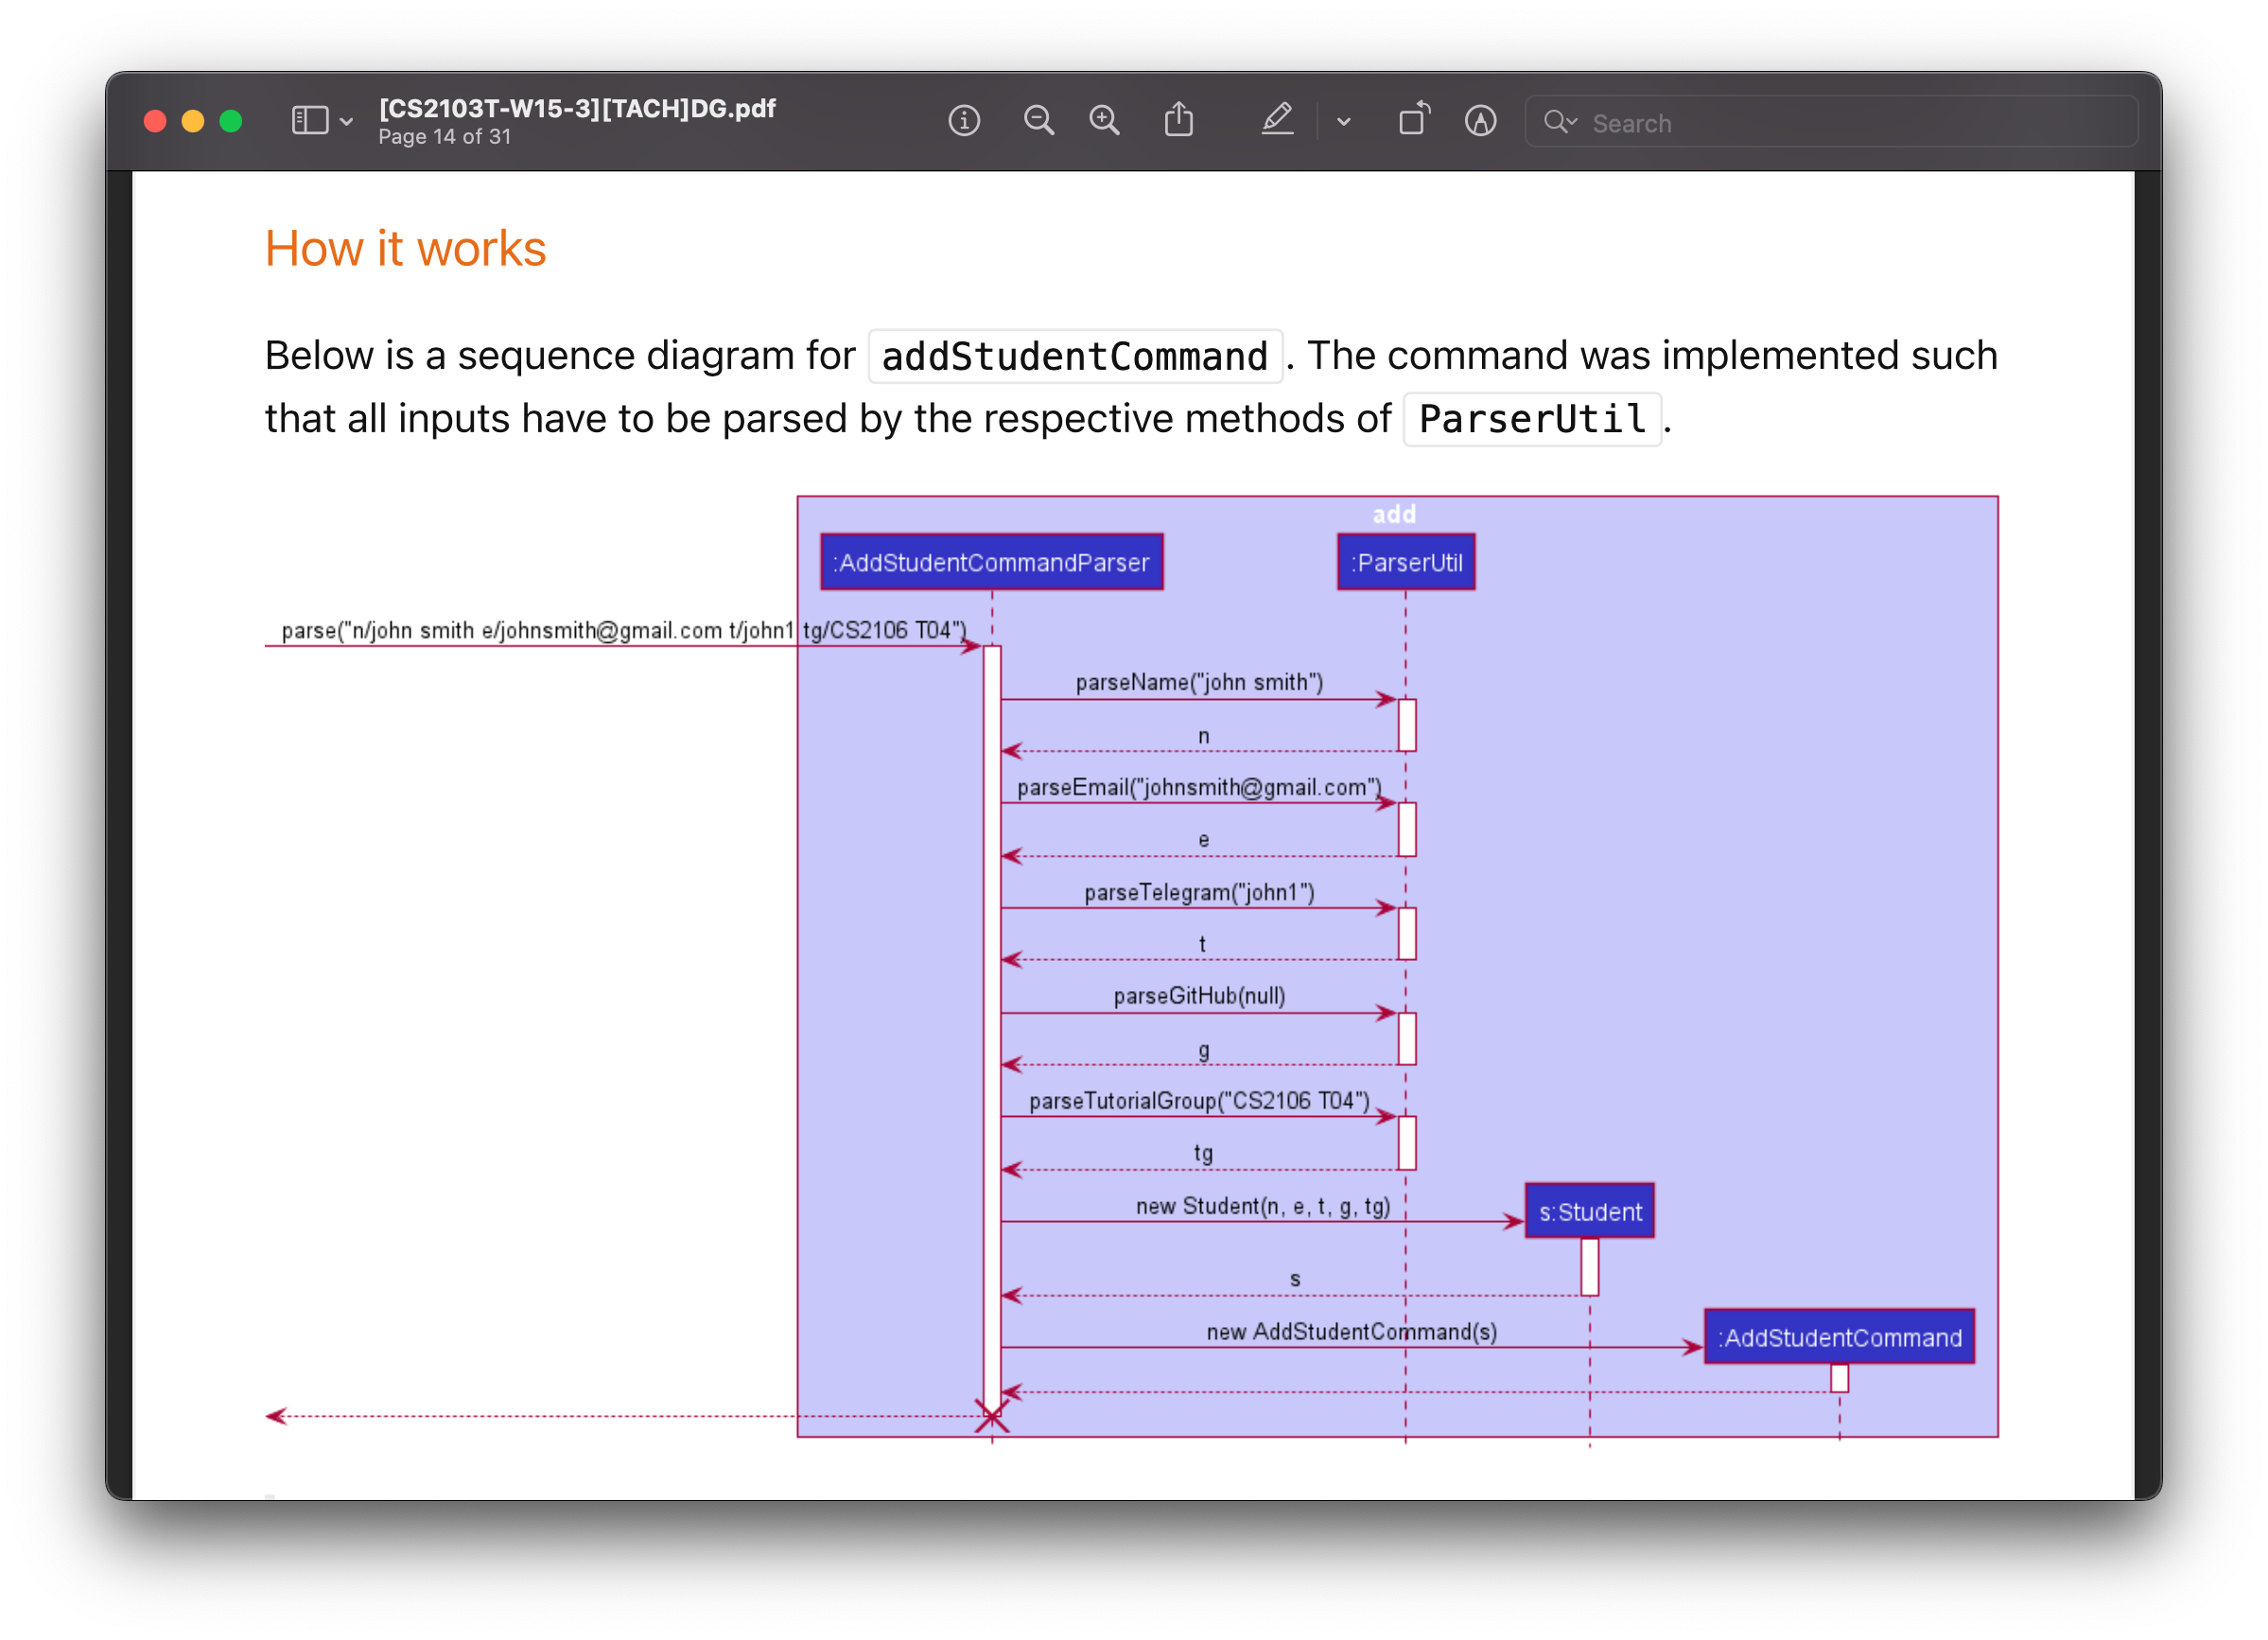 [CS2103T-W15-3][TACH]DG.pdf
Page 14 of 31
Search
How it works
Below is a sequence diagram for addStudentCommand. The command was implemented such
that all inputs have to be parsed by the respective methods of ParserUtil.
add
:AddStudentCommandParser
:ParserUtil
parse("n/john smith e/johnsmith@gmail.com t/john1 tg/CS2106 T04")
parseName("john smith")
n
parseEmail("johnsmith@gmail.com")
e
parseTelegram("john1")
t
parseGitHub(null)
g
parseTutorialGroup("CS2106 T04")
tg
new Student(n, e, t, g, tg)
s:Student
s
new AddStudentCommand(s)
:AddStudentCommand